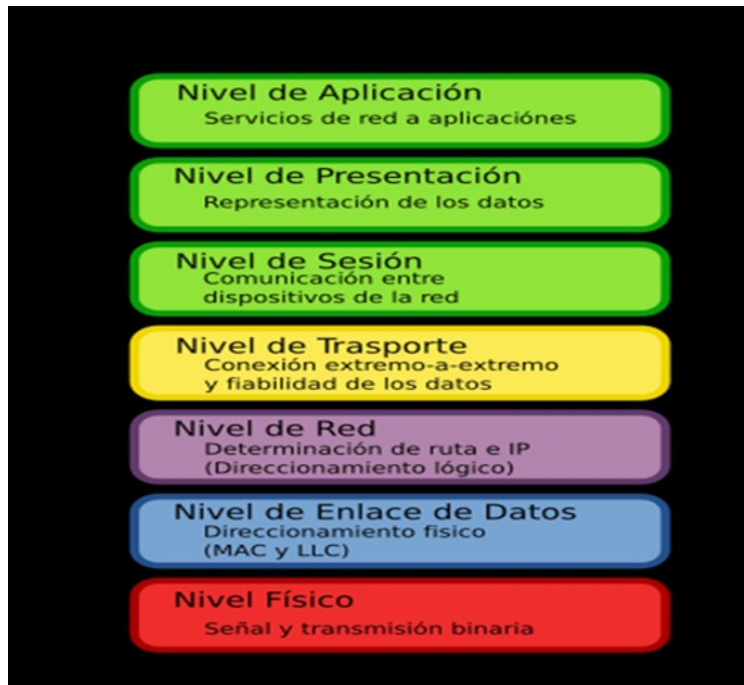 Nivel de Aplicación
Servicios de red a aplicaciónes
Nivel de Presentación
Representación de los datos
Nivel de Sesión
Comunicación entre
dispositivos de la red
Nivel de Trasporte
Conexión extremo-a-extremo
y fiabilidad de los datos
Nivel de Red
Determinación de ruta e IP
(Direccionamiento lógico)
Nivel de Enlace de Datos
Direccionamiento fisico
(MAC y LLC)
Nivel Físico
Señal y transmisión binaria